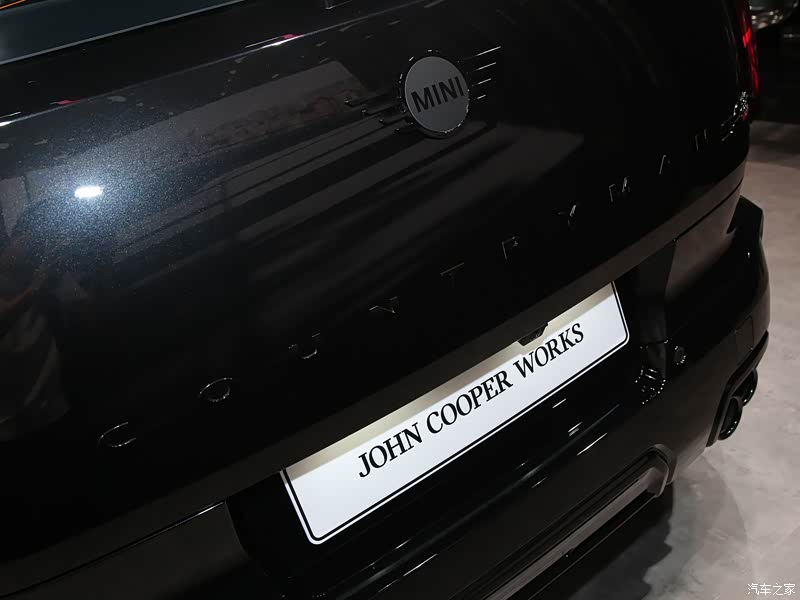 MINI
COUNTRYMAN
JOHN COOPER WORKS
汽车之家